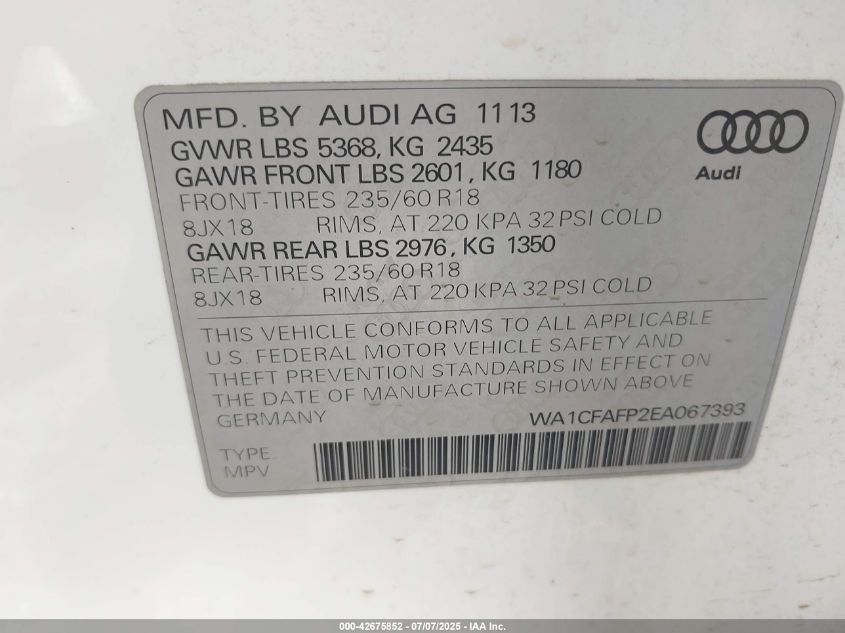 MFD. BY AUDI AG 11 13
GVWR LBS 5368, KG 2435
GAWR FRONT LBS 2601, KG 1180
FRONT-TIRES 235/60 R18
8JX18 RIMS, AT 220 KPA 32 PSI COLD
GAWR REAR LBS 2976, KG 1350
REAR-TIRES 235/60 R18
8JX18 RIMS, AT 220 KPA 32 PSI COLD
Audi
THIS VEHICLE CONFORMS TO ALL APPLICABLE
U.S. FEDERAL MOTOR VEHICLE SAFETY AND
THEFT PREVENTION STANDARDS IN EFFECT ON
THE DATE OF MANUFACTURE SHOWN ABOVE
GERMANY WA1CFAFP2EA067393
TYPE
MPV
000-42675852 - 07/07/2025 - IAA Inc.